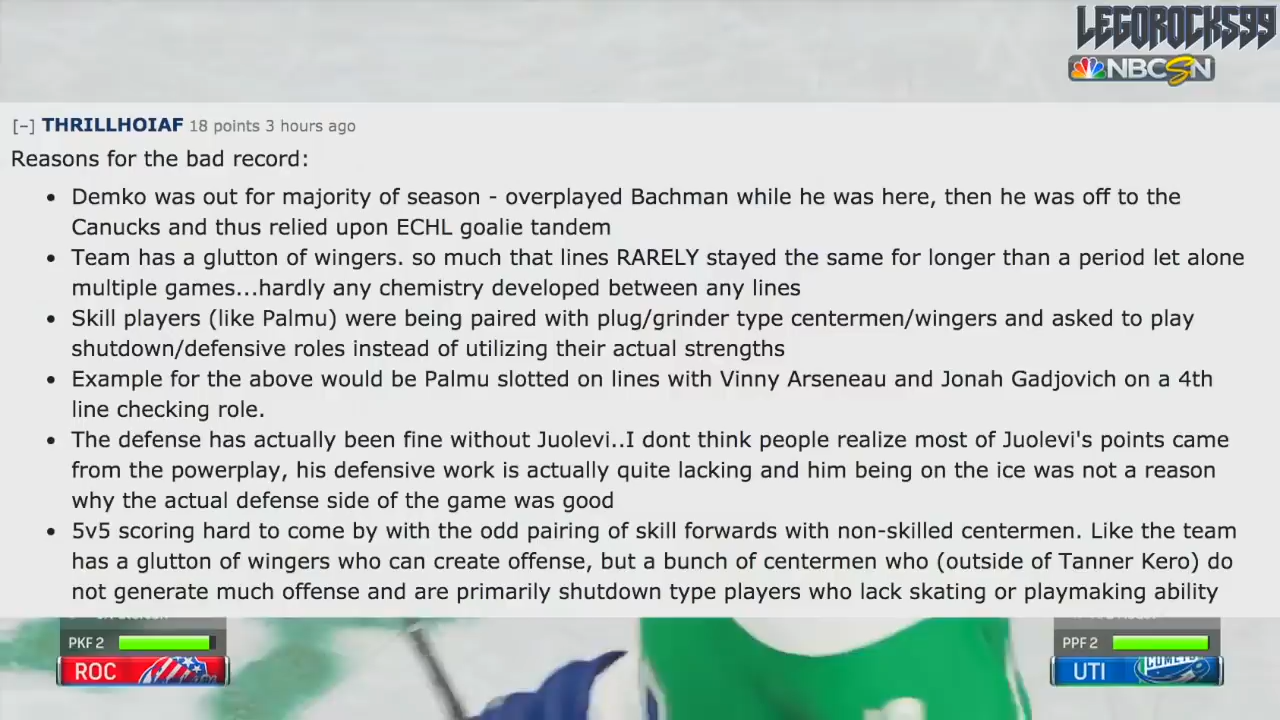 LEGOROCKS99
NBCSN
[–] THRILLHOIAF 18 points 3 hours ago
Reasons for the bad record:
• Demko was out for majority of season - overplayed Bachman while he was here, then he was off to the
Canucks and thus relied upon ECHL goalie tandem
• Team has a glutton of wingers. so much that lines RARELY stayed the same for longer than a period let alone
multiple games...hardly any chemistry developed between any lines
• Skill players (like Palmu) were being paired with plug/grinder type centermen/wingers and asked to play
shutdown/defensive roles instead of utilizing their actual strengths
• Example for the above would be Palmu slotted on lines with Vinny Arseneau and Jonah Gadjovich on a 4th
line checking role.
• The defense has actually been fine without Juolevi..I dont think people realize most of Juolevi's points came
from the powerplay, his defensive work is actually quite lacking and him being on the ice was not a reason
why the actual defense side of the game was good
• 5v5 scoring hard to come by with the odd pairing of skill forwards with non-skilled centermen. Like the team
has a glutton of wingers who can create offense, but a bunch of centermen who (outside of Tanner Kero) do
not generate much offense and are primarily shutdown type players who lack skating or playmaking ability
PKF 2
PPF 2
ROC
UTI COMETS